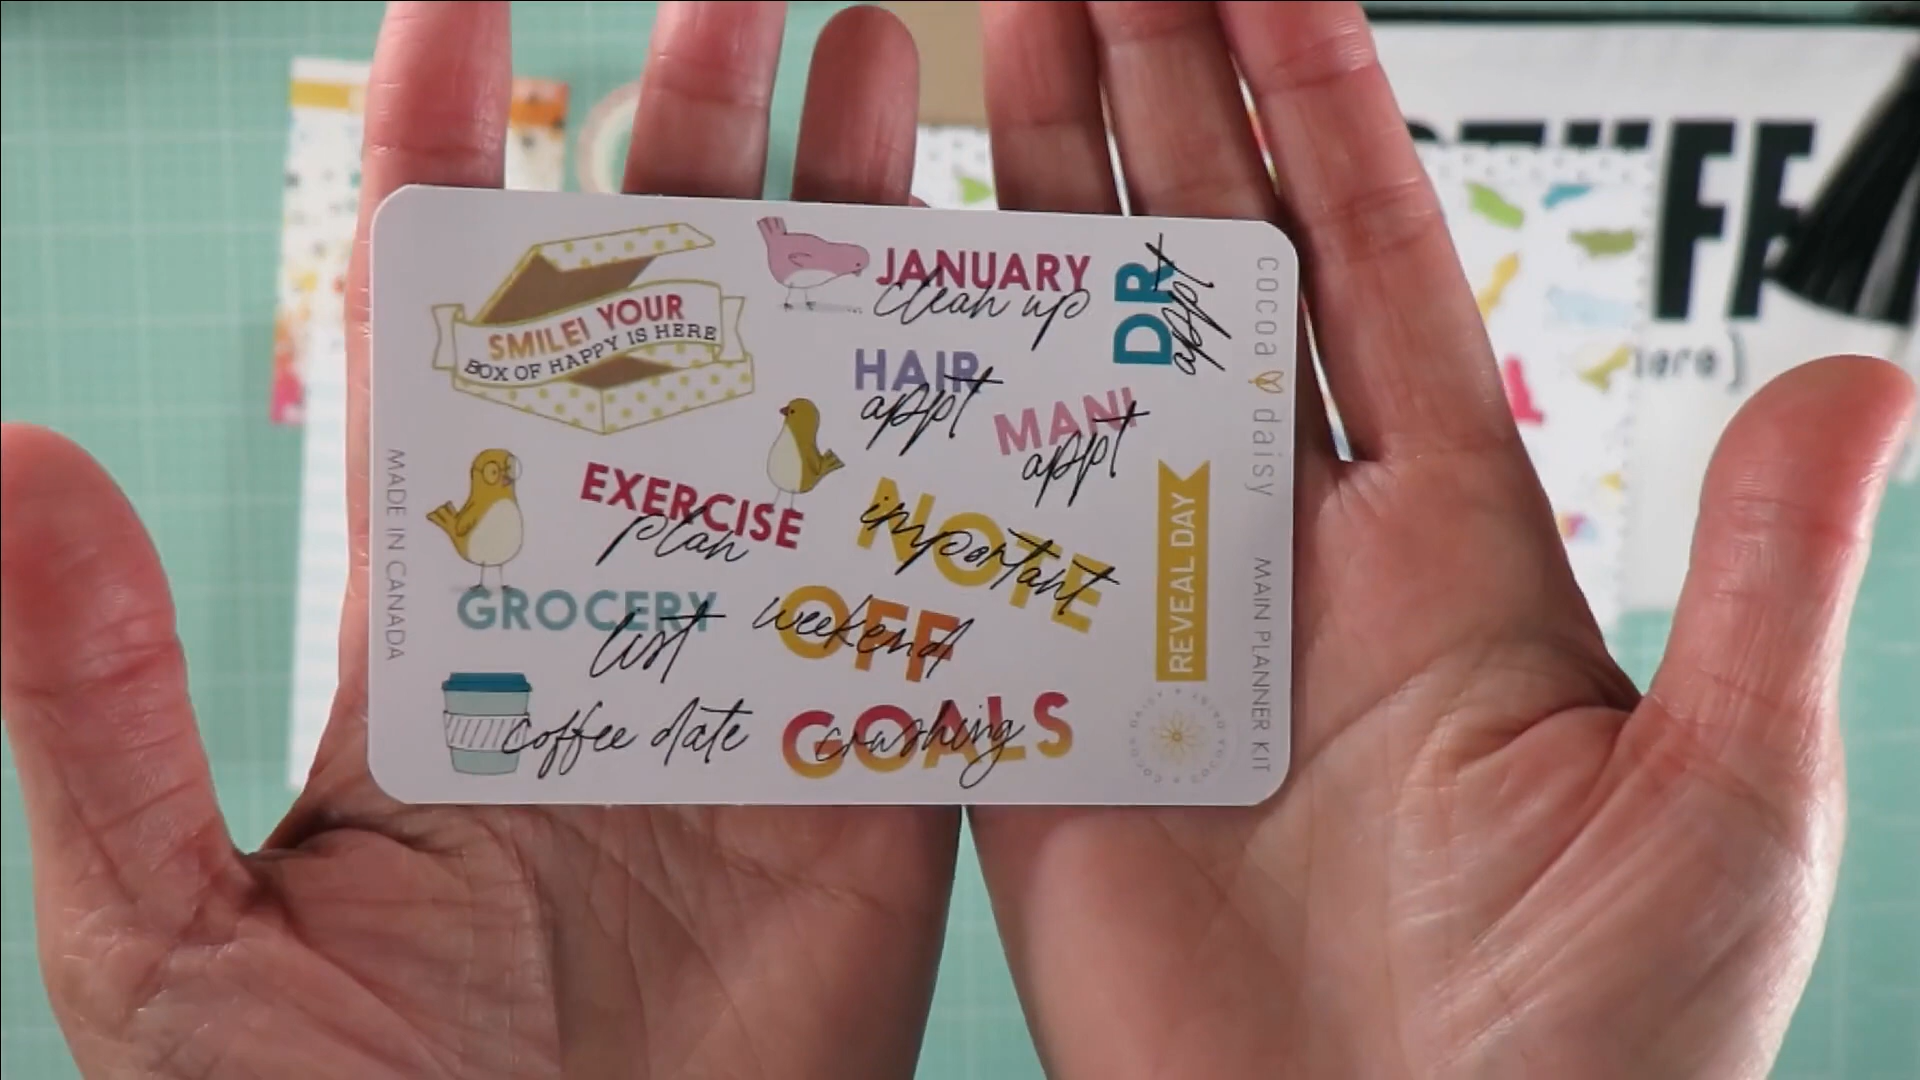 SMILE! YOUR
BOX OF HAPPY IS HERE
JANUARY
clean up
DR
appt
HAIR
appt
MANI
appt
EXERCISE
plan
NOTE
important
GROCERY
list
OFF
weekend
coffee date
GOALS
crushing
REVEAL DAY
MADE IN CANADA
cocoa daisy
MAIN PLANNER KIT